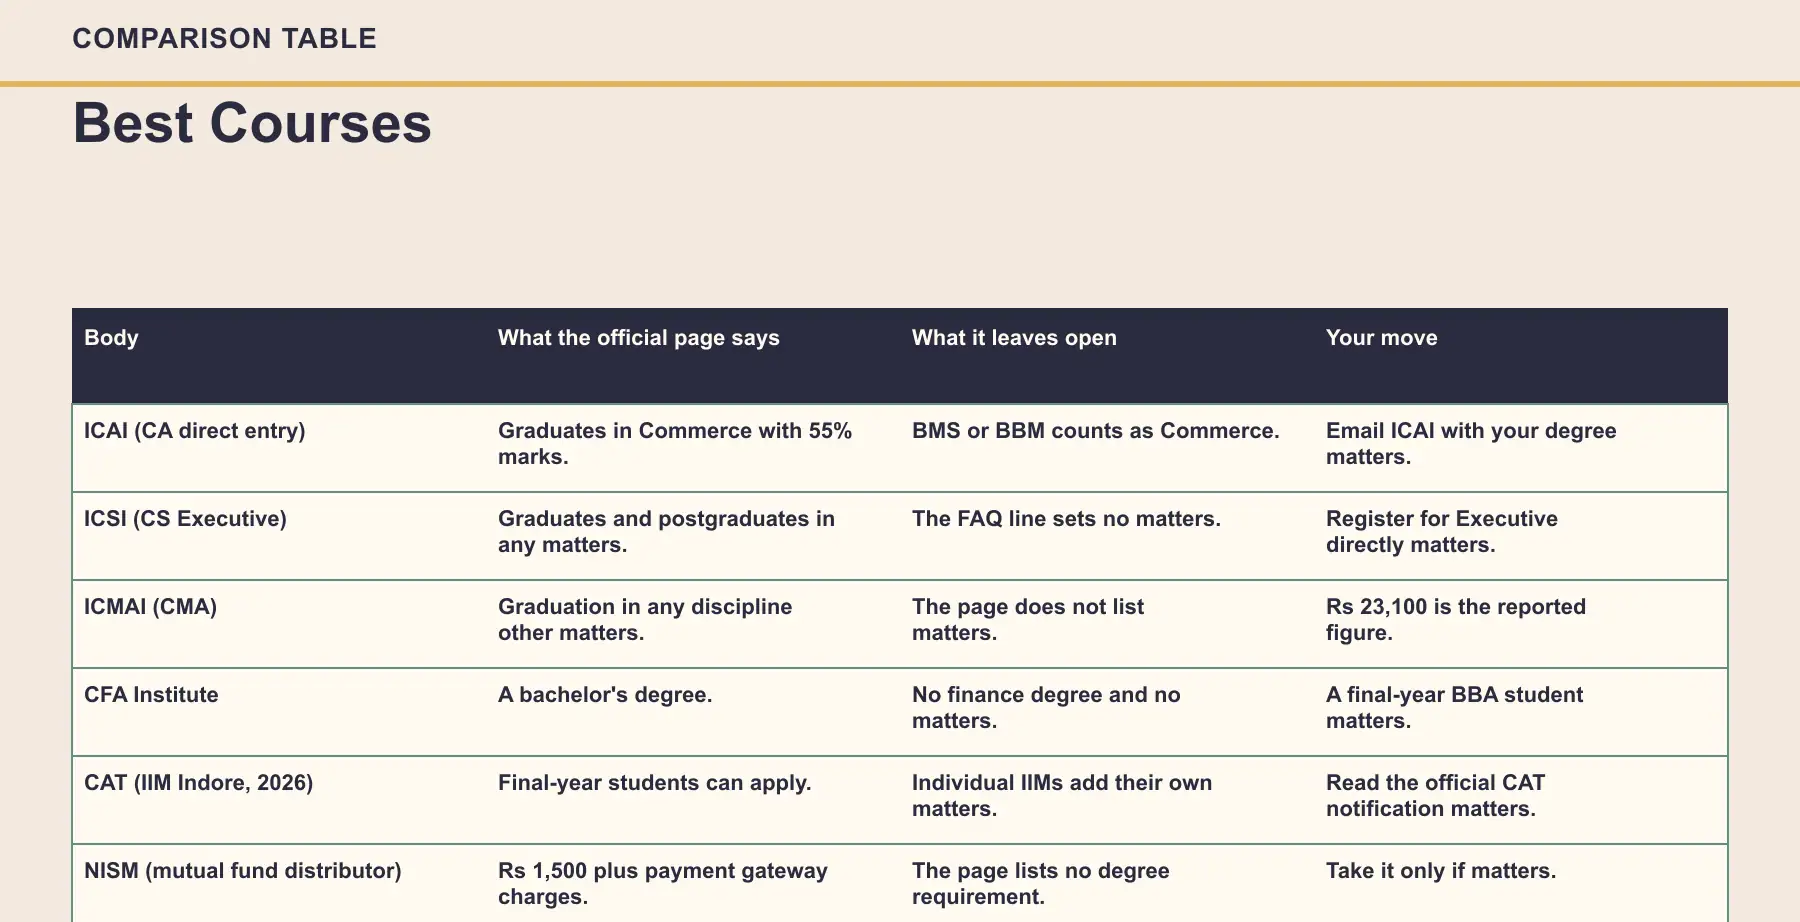 COMPARISON TABLE
Best Courses
Body
What the official page says
What it leaves open
Your move
ICAI (CA direct entry)
Graduates in Commerce with 55%
marks.
BMS or BBM counts as Commerce.
Email ICAI with your degree
matters.
ICSI (CS Executive)
Graduates and postgraduates in
any matters.
The FAQ line sets no matters.
Register for Executive
directly matters.
ICMAI (CMA)
Graduation in any discipline
other matters.
The page does not list
matters.
Rs 23,100 is the reported
figure.
CFA Institute
A bachelor's degree.
No finance degree and no
matters.
A final-year BBA student
matters.
CAT (IIM Indore, 2026)
Final-year students can apply.
Individual IIMs add their own
matters.
Read the official CAT
notification matters.
NISM (mutual fund distributor)
Rs 1,500 plus payment gateway
charges.
The page lists no degree
requirement.
Take it only if matters.